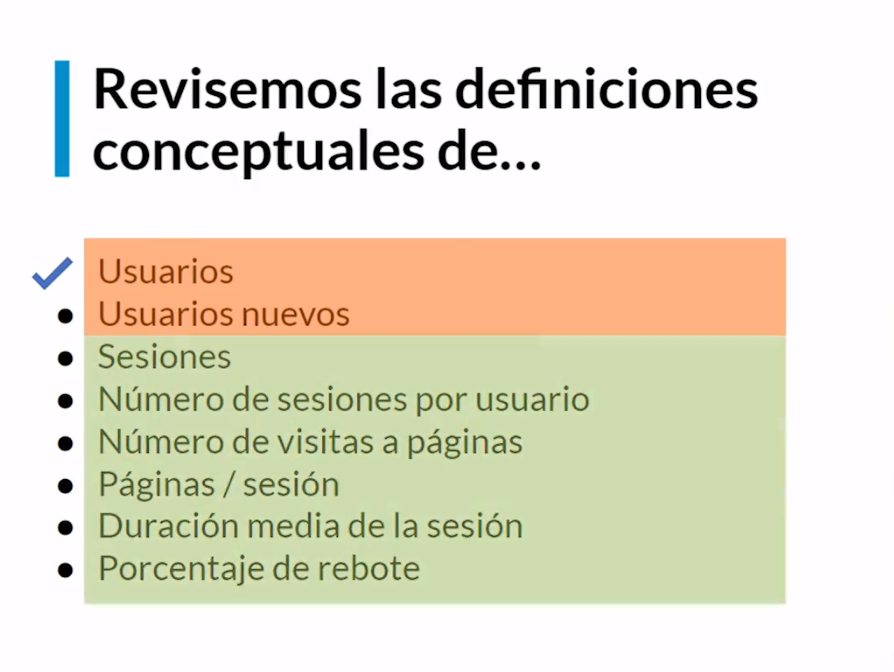 Revisemos las definiciones
conceptuales de...
Usuarios
Usuarios nuevos
Sesiones
Número de sesiones por usuario
Número de visitas a páginas
Páginas / sesión
Duración media de la sesión
Porcentaje de rebote